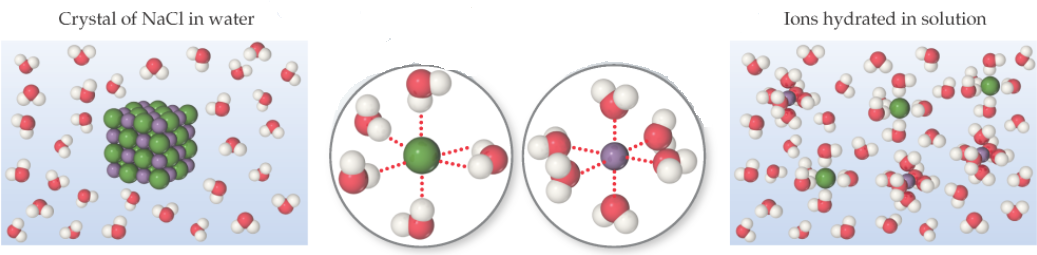 Crystal of NaCl in water
Ions hydrated in solution